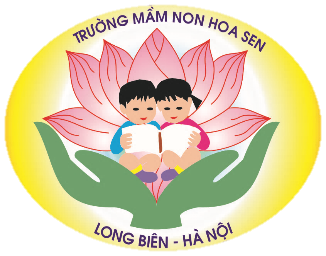 TRƯỜNG MẦM NON HOA SEN
LONG BIÊN - HÀ NỘI